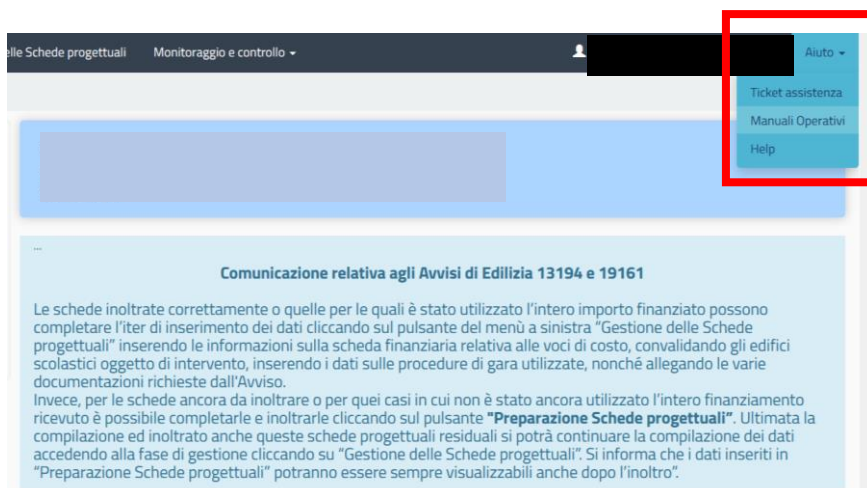 elle Schede progettuali Monitoraggio e controllo Aiuto
Ticket assistenza
Manuali Operativi
Help
...
Comunicazione relativa agli Avvisi di Edilizia 13194 e 19161
Le schede inoltrate correttamente o quelle per le quali è stato utilizzato l'intero importo finanziato possono
completare l'iter di inserimento dei dati cliccando sul pulsante del menù a sinistra "Gestione delle Schede
progettuali" inserendo le informazioni sulla scheda finanziaria relativa alle voci di costo, convalidando gli edifici
scolastici oggetto di intervento, inserendo i dati sulle procedure di gara utilizzate, nonché allegando le varie
documentazioni richieste dall'Avviso.
Invece, per le schede ancora da inoltrare o per quei casi in cui non è stato ancora utilizzato l'intero finanziamento
ricevuto è possibile completarle e inoltrarle cliccando sul pulsante "Preparazione Schede progettuali". Ultimata la
compilazione ed inoltrato anche queste schede progettuali residuali si potrà continuare la compilazione dei dati
accedendo alla fase di gestione cliccando su "Gestione delle Schede progettuali". Si informa che i dati inseriti in
"Preparazione Schede progettuali" potranno essere sempre visualizzabili anche dopo l'inoltro".